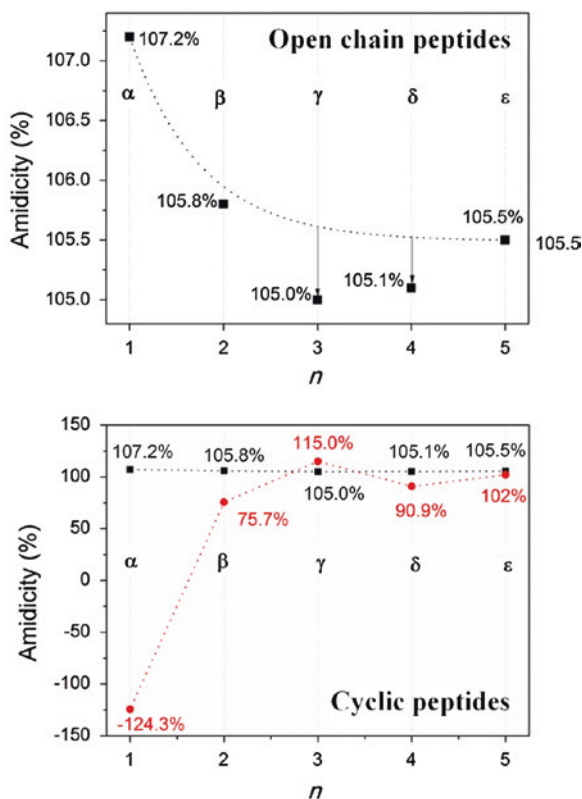 Open chain peptides
107.0
106.5
106.0
105.5
105.0
Amidicity (%)
107.2%
105.8%
105.0%
105.1%
105.5%
105.5
α β γ δ ε
1 2 3 4 5
n
150
100
50
0
-50
-100
-150
Amidicity (%)
107.2% 105.8% 115.0% 105.1% 105.5%
75.7% 105.0% 90.9% 102%
α β γ δ ε
-124.3%
Cyclic peptides
1 2 3 4 5
n